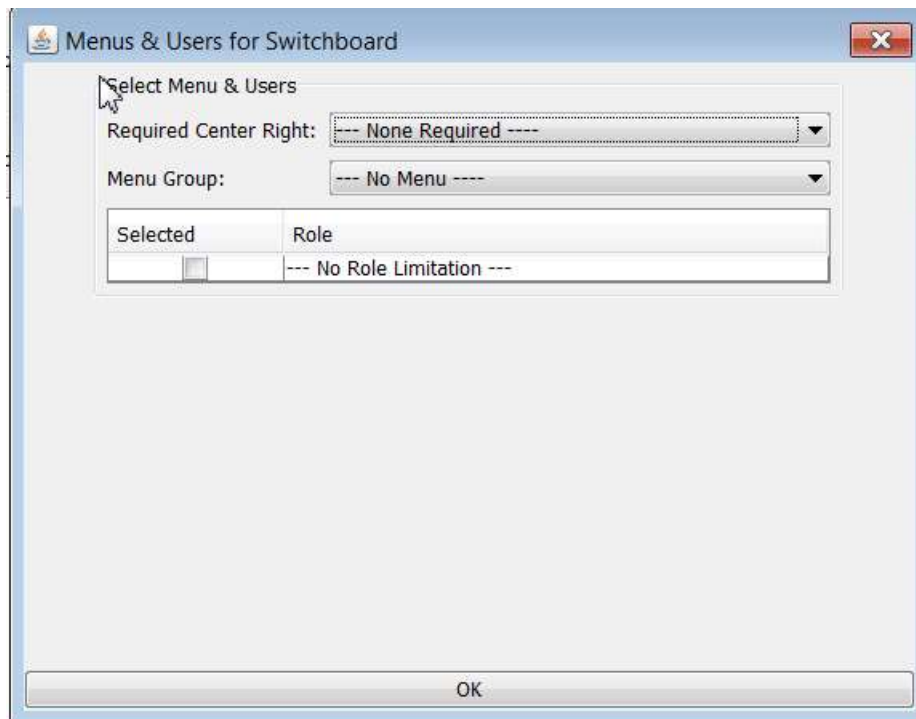 Menus & Users for Switchboard
Select Menu & Users
Required Center Right: --- None Required ----
Menu Group: --- No Menu ----
Selected Role
--- No Role Limitation ---
OK